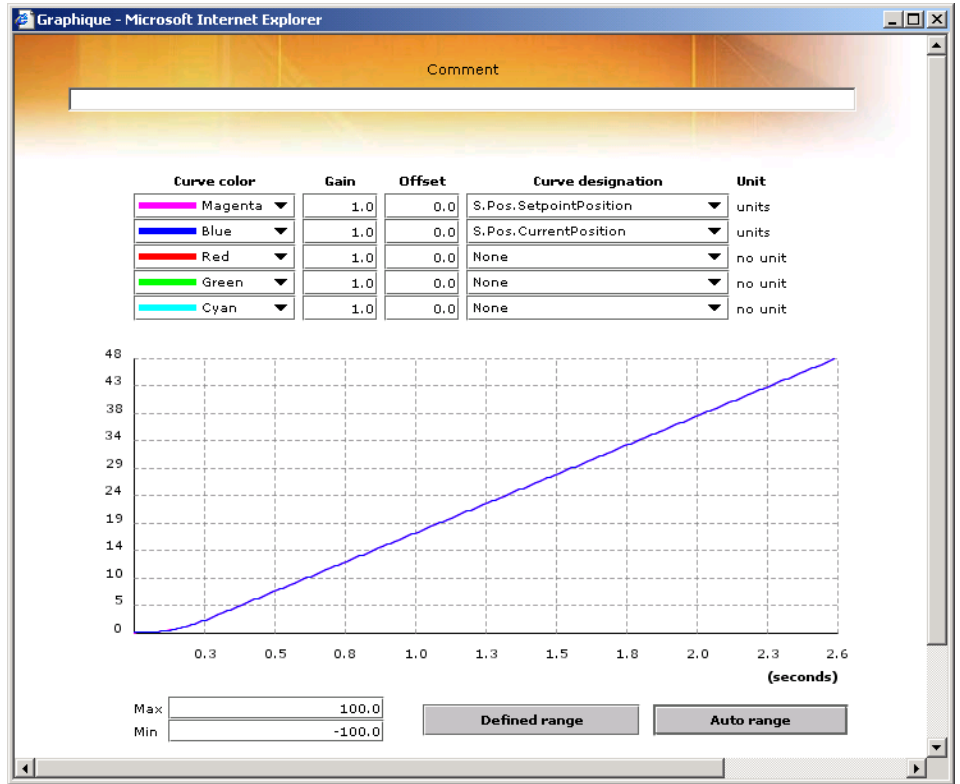 Graphique - Microsoft Internet Explorer
Comment
Curve color Gain Offset Curve designation Unit
Magenta 1.0 0.0 S.Pos.SetpointPosition units
Blue 1.0 0.0 S.Pos.CurrentPosition units
Red 1.0 0.0 None no unit
Green 1.0 0.0 None no unit
Cyan 1.0 0.0 None no unit
48
43
38
34
29
24
19
14
10
5
0
0.3 0.5 0.8 1.0 1.3 1.5 1.8 2.0 2.3 2.6
(seconds)
Max 100.0 Defined range Auto range
Min -100.0